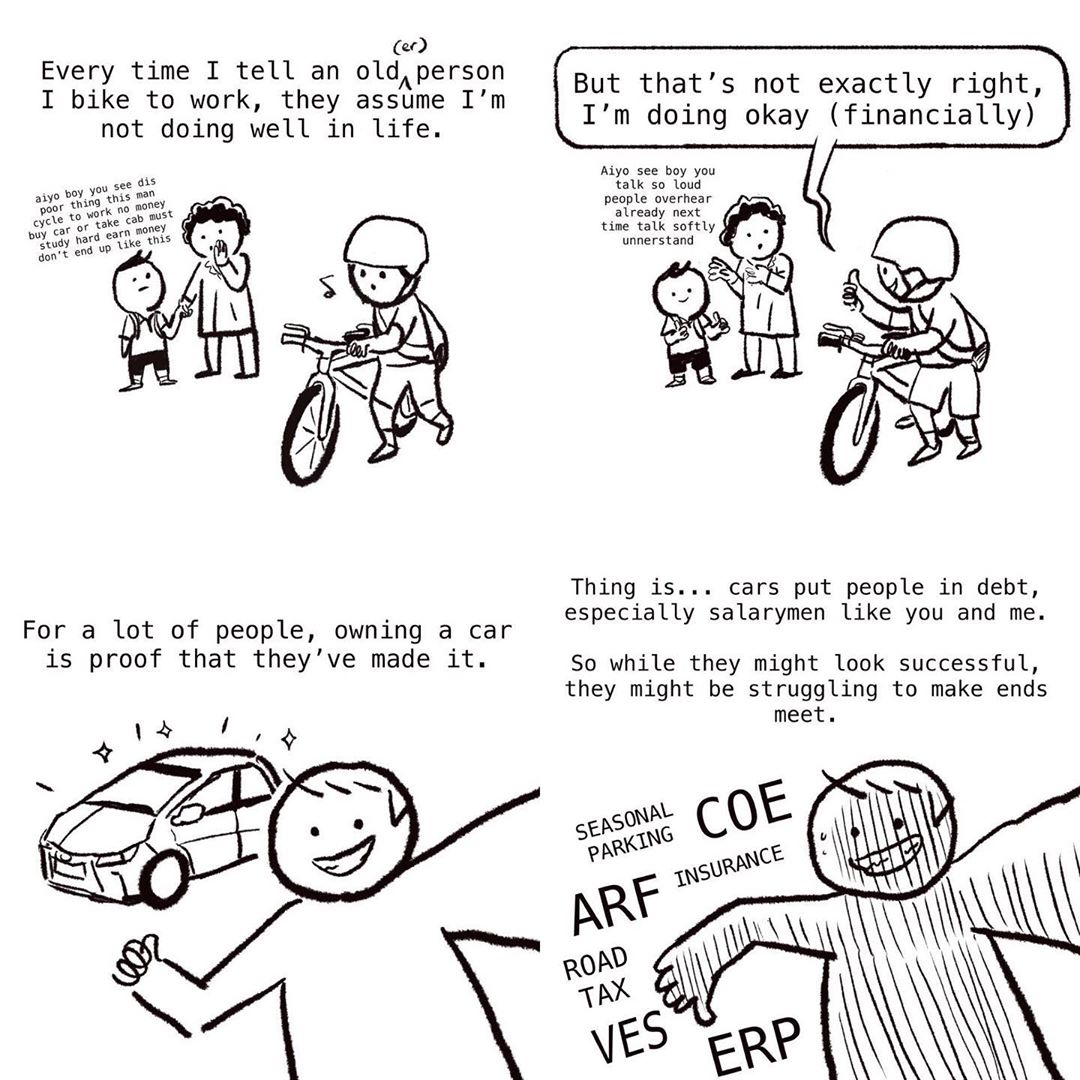 (er)
Every time I tell an old person
I bike to work, they assume I'm
not doing well in life.
aiyo boy you see dis
poor thing this man
cycle to work no money
buy car or take cab must
study hard earn money
don't end up like this
But that's not exactly right,
I'm doing okay (financially)
Aiyo see boy you
talk so loud
people overhear
already next
time talk softly
unnerstand
For a lot of people, owning a car
is proof that they've made it.
Thing is... cars put people in debt,
especially salarymen like you and me.
So while they might look successful,
they might be struggling to make ends
meet.
SEASONAL
PARKING
COE
INSURANCE
ARF
ROAD
TAX
VES
ERP